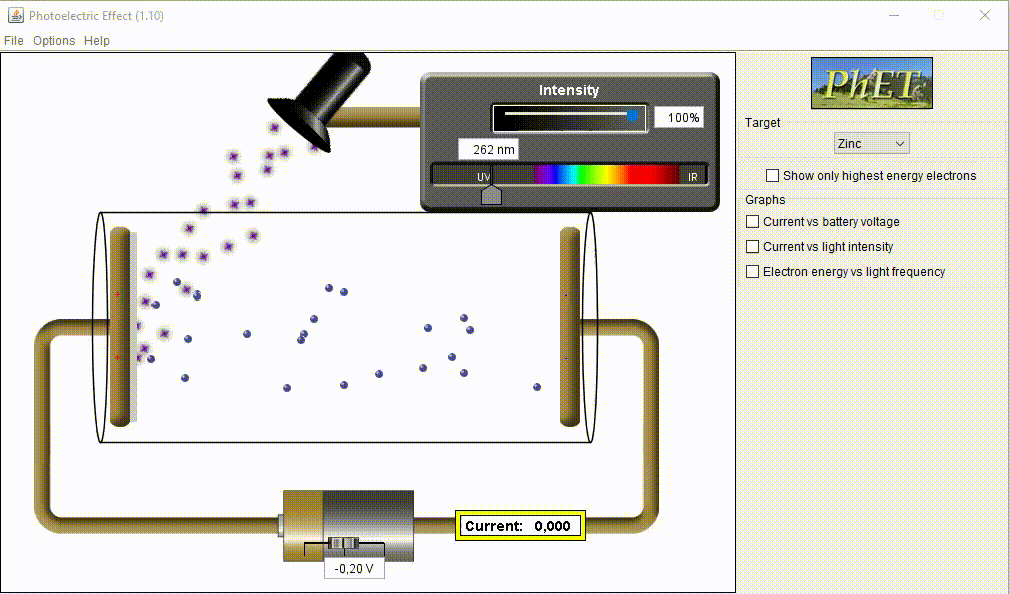 Photoelectric Effect (1.10)
File Options Help
Intensity
100%
262 nm
UV
IR
PhET
Target
Zinc
Show only highest energy electrons
Graphs
Current vs battery voltage
Current vs light intensity
Electron energy vs light frequency
Current: 0,000
-0,20 V